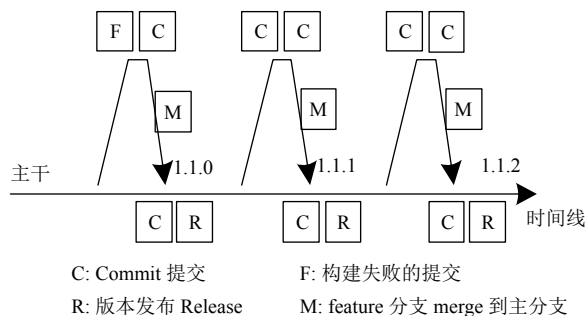 F C C C C C
M M M
1.1.0 1.1.1 1.1.2
主干
C R C R C R
时间线
C: Commit 提交 F: 构建失败的提交
R: 版本发布 Release M: feature 分支 merge 到主分支